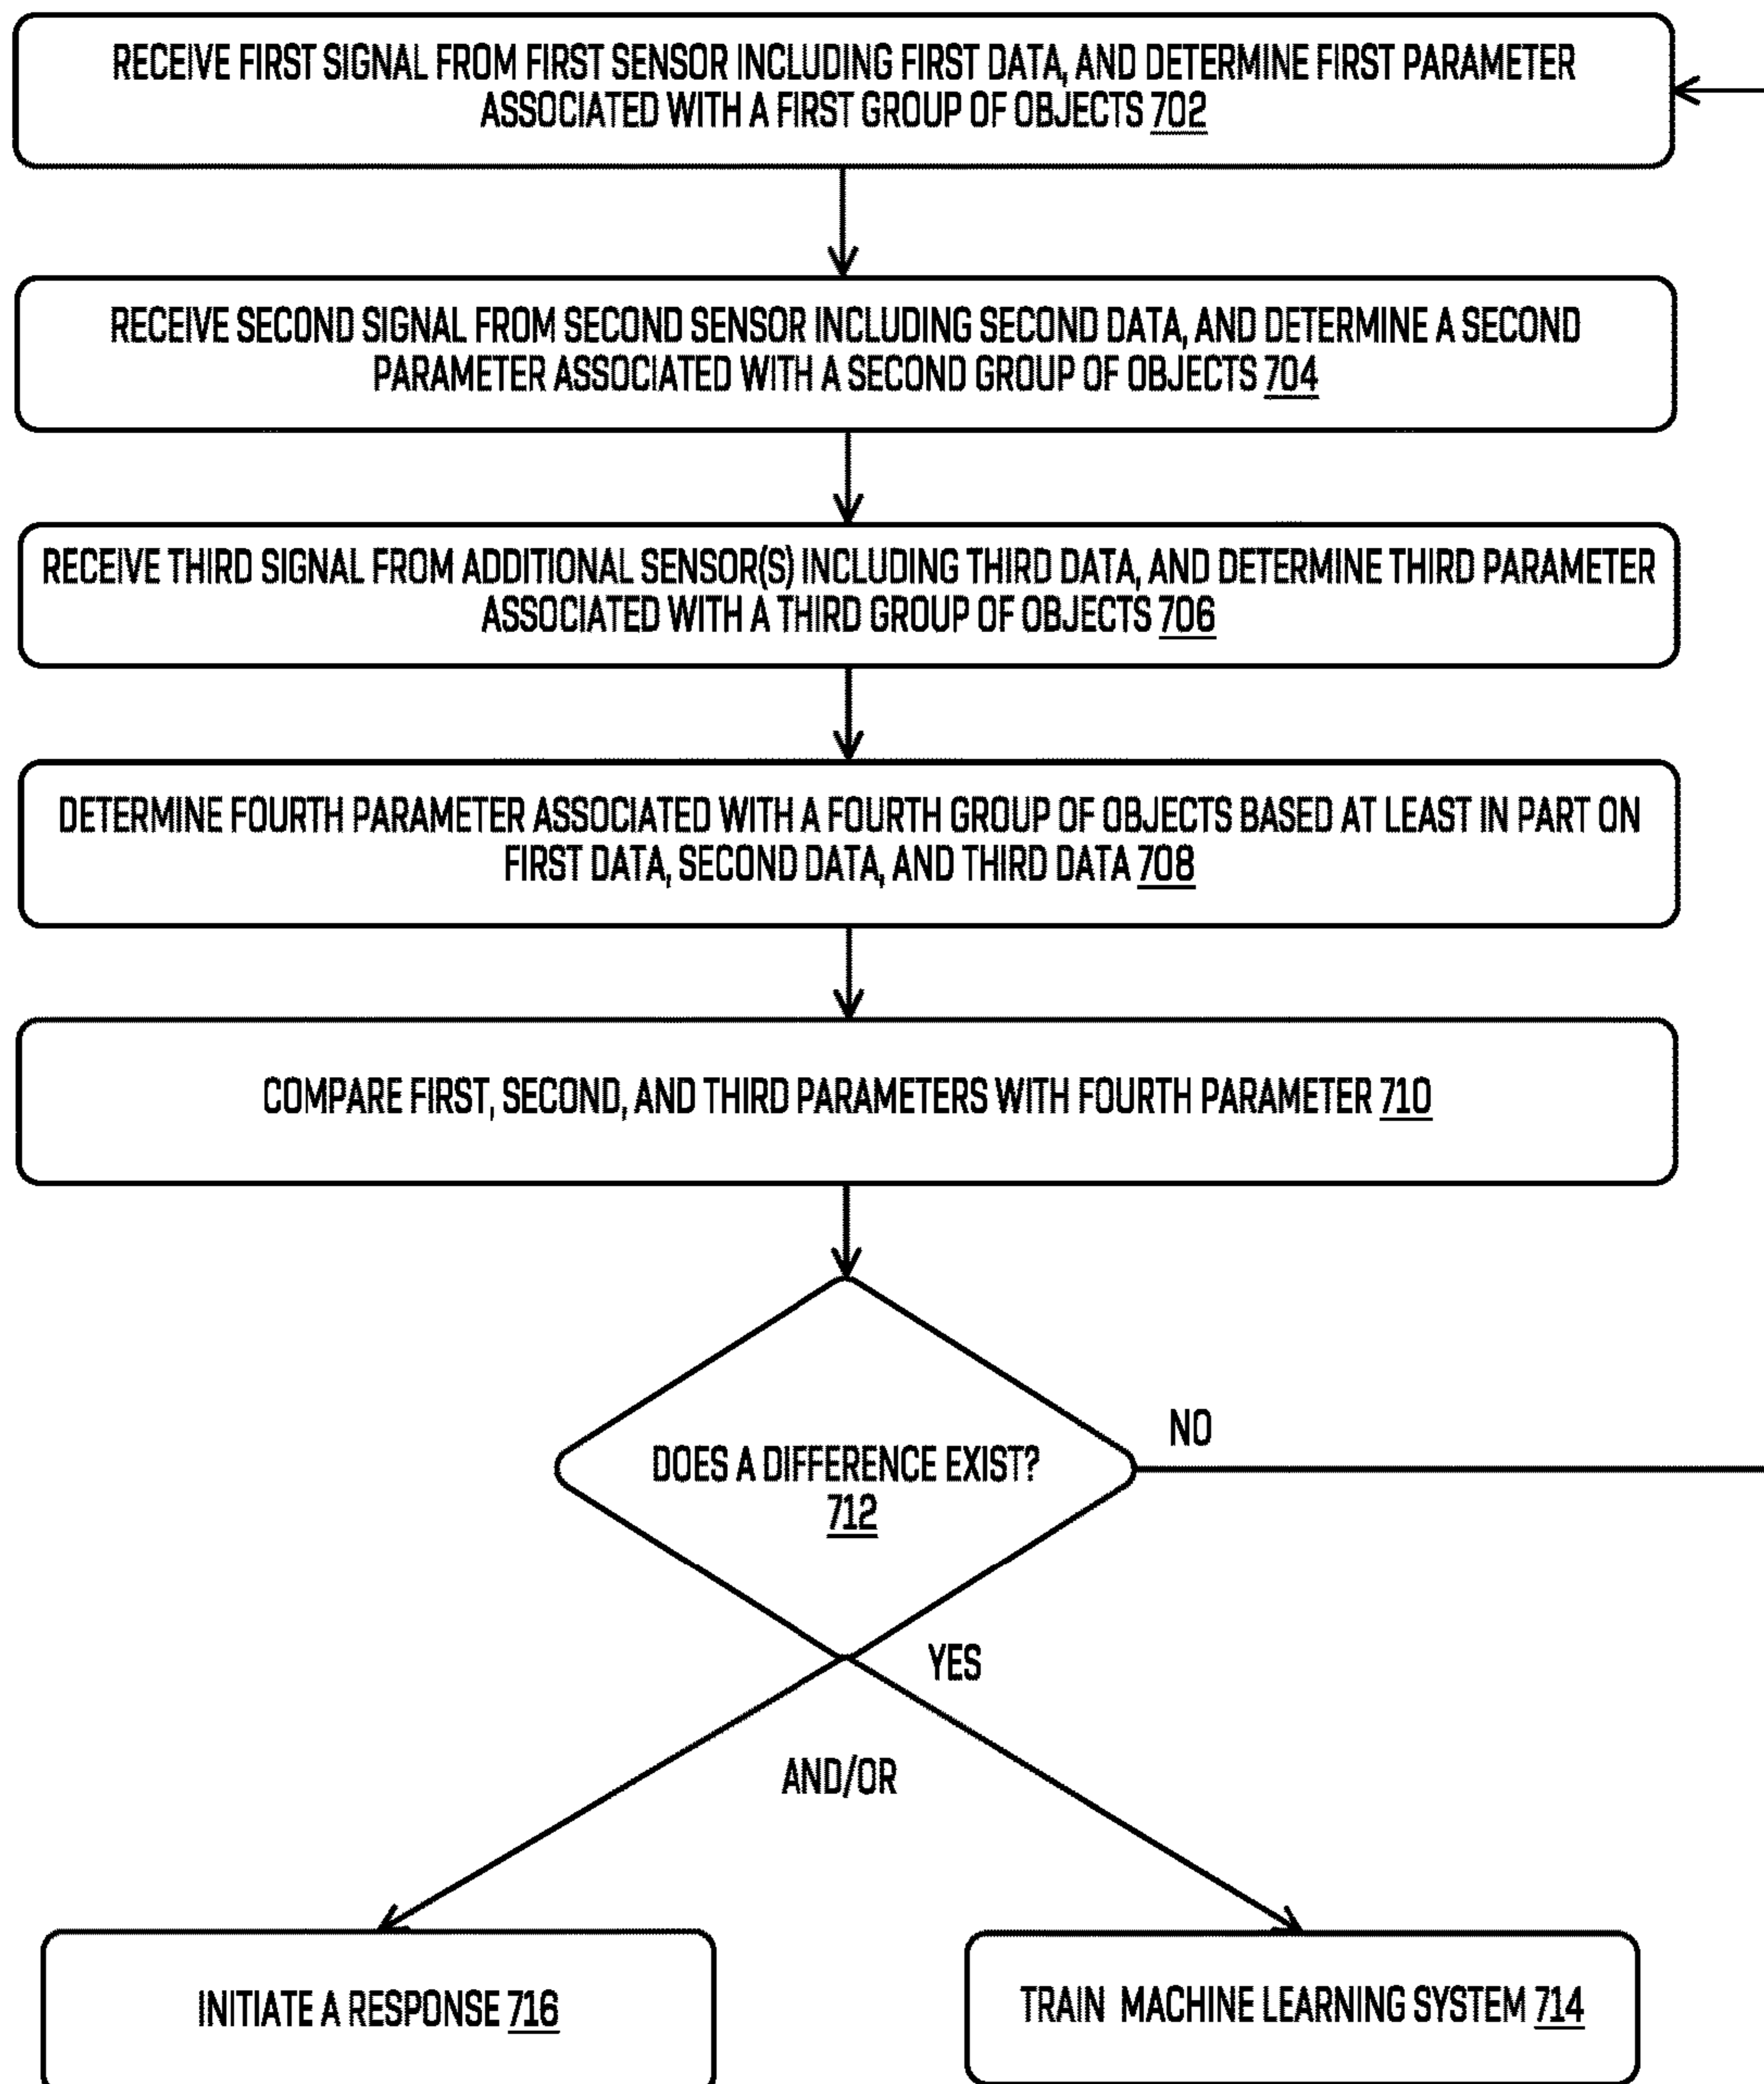 RECEIVE FIRST SIGNAL FROM FIRST SENSOR INCLUDING FIRST DATA, AND DETERMINE FIRST PARAMETER
ASSOCIATED WITH A FIRST GROUP OF OBJECTS 702
RECEIVE SECOND SIGNAL FROM SECOND SENSOR INCLUDING SECOND DATA, AND DETERMINE A SECOND
PARAMETER ASSOCIATED WITH A SECOND GROUP OF OBJECTS 704
RECEIVE THIRD SIGNAL FROM ADDITIONAL SENSOR(S) INCLUDING THIRD DATA, AND DETERMINE THIRD PARAMETER
ASSOCIATED WITH A THIRD GROUP OF OBJECTS 706
DETERMINE FOURTH PARAMETER ASSOCIATED WITH A FOURTH GROUP OF OBJECTS BASED AT LEAST IN PART ON
FIRST DATA, SECOND DATA, AND THIRD DATA 708
COMPARE FIRST, SECOND, AND THIRD PARAMETERS WITH FOURTH PARAMETER 710
DOES A DIFFERENCE EXIST?
712
NO
YES
AND/OR
INITIATE A RESPONSE 716
TRAIN MACHINE LEARNING SYSTEM 714